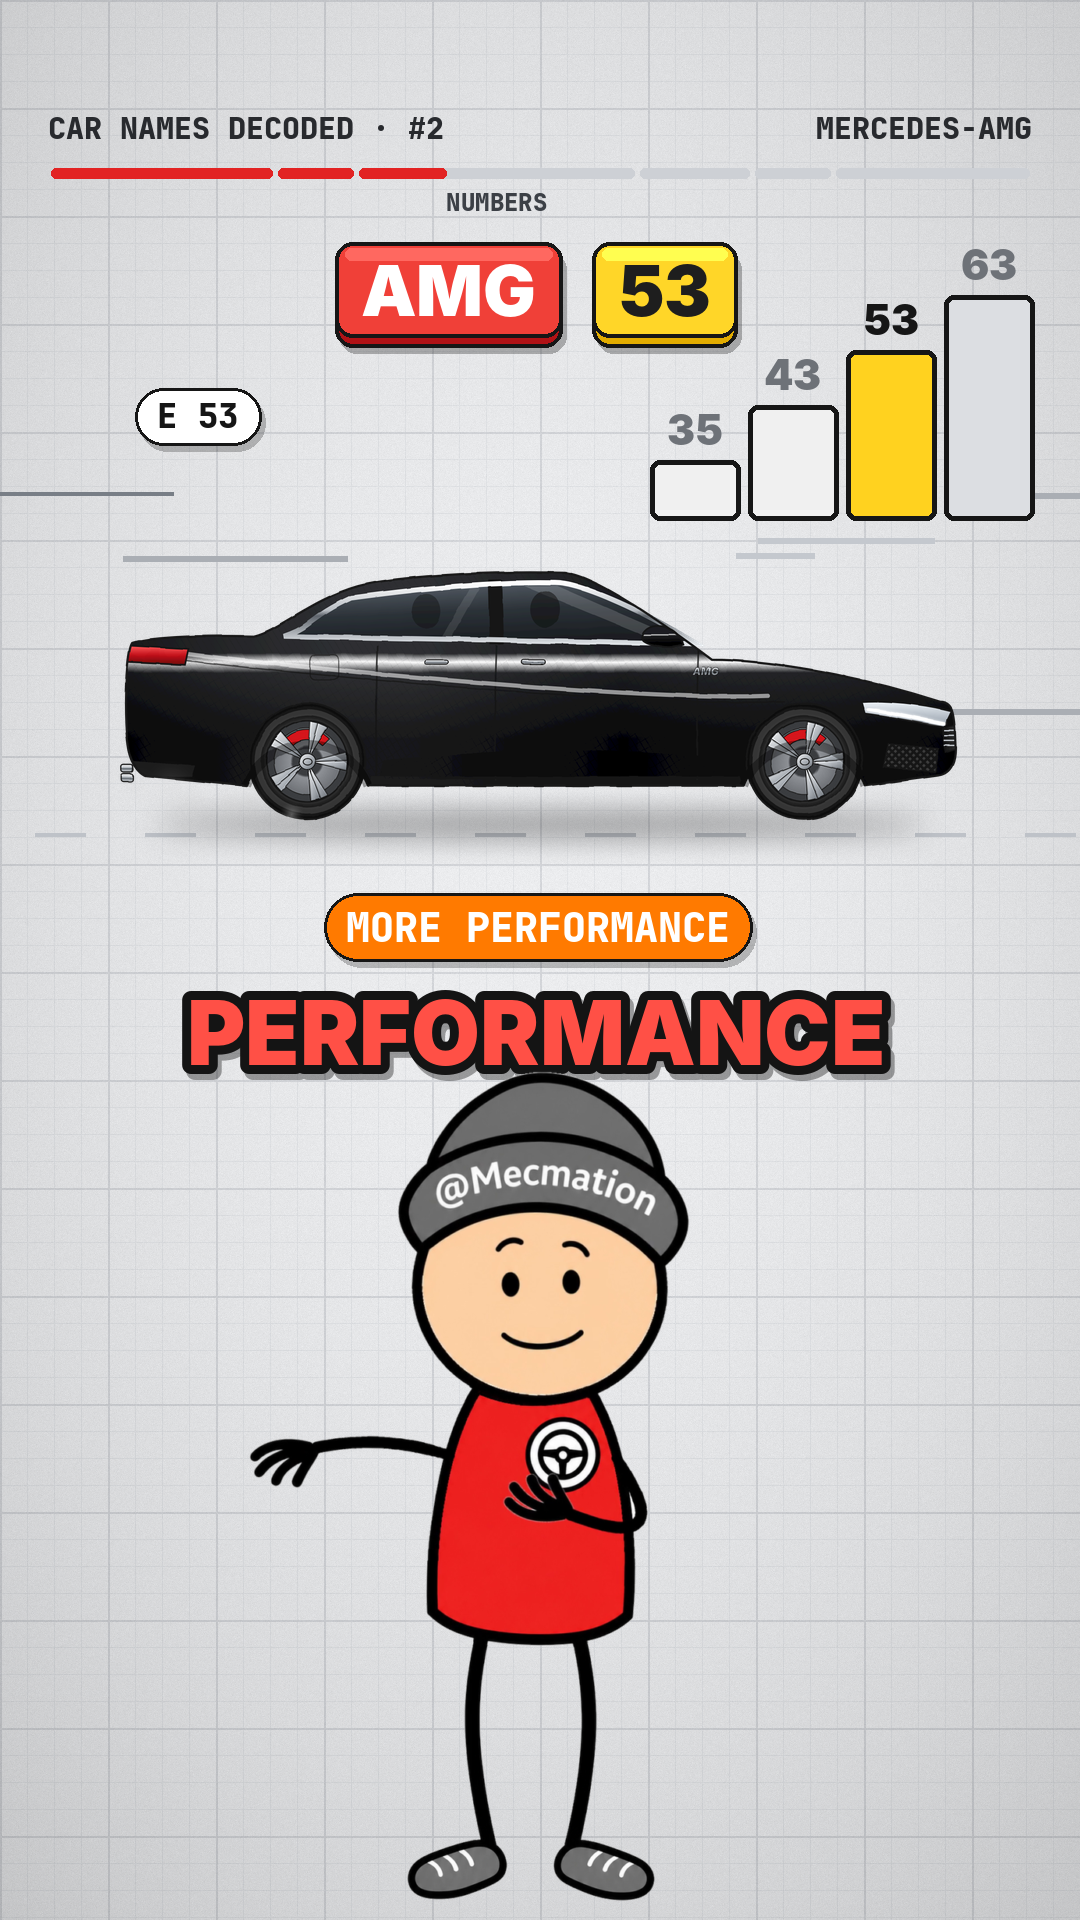 CAR NAMES DECODED · #2
MERCEDES-AMG
NUMBERS
AMG 53
63
53
43
35
E 53
AMG
MORE PERFORMANCE
PERFORMANCE
@Mecmation